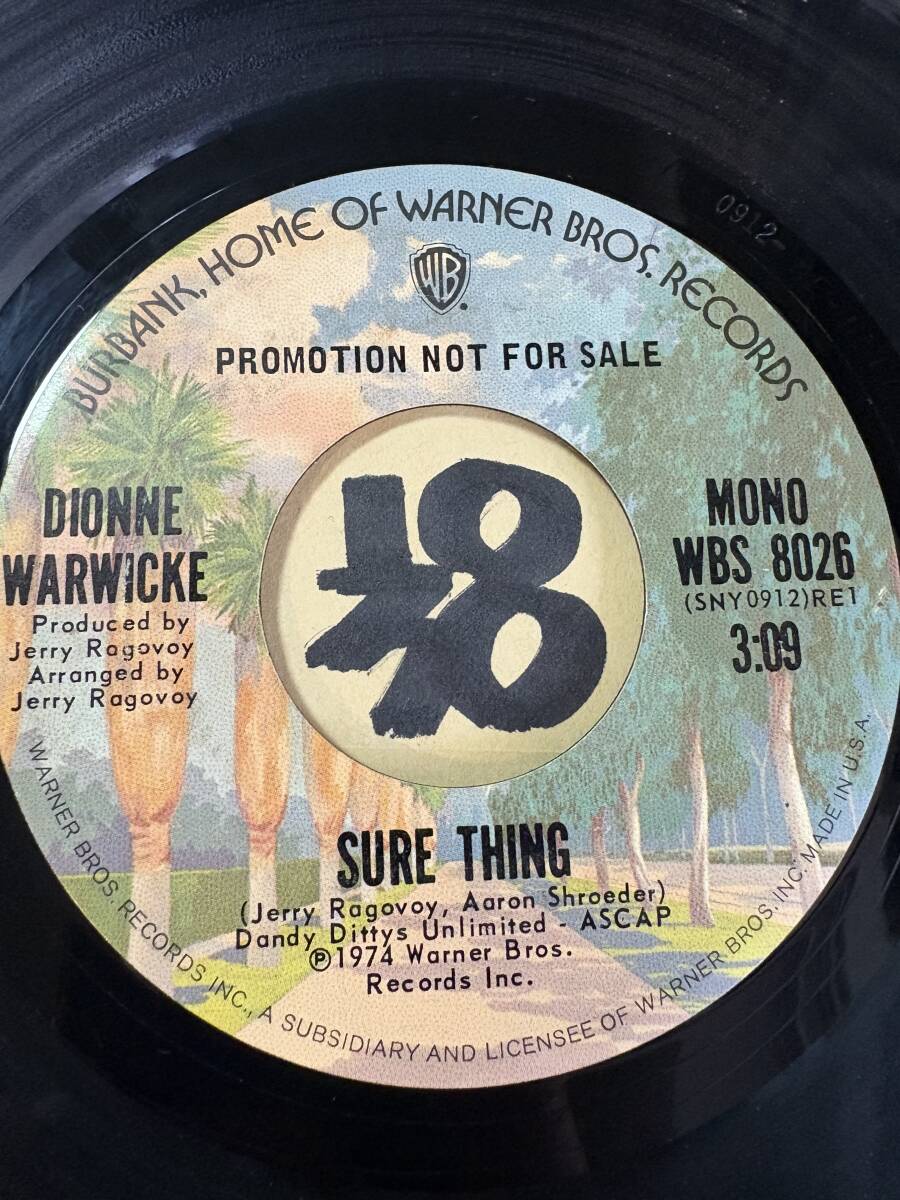 BURBANK, HOME OF WARNER BROS. RECORDS
0912
WB
PROMOTION NOT FOR SALE
DIONNE
WARWICKE
Produced by
Jerry Ragovoy
Arranged by
Jerry Ragovoy
MONO
WBS 8026
(SNY0912)RE1
3:09
SURE THING
(Jerry Ragovoy, Aaron Shroeder)
Dandy Dittys Unlimited - ASCAP
℗1974 Warner Bros.
Records Inc.
WARNER BROS. RECORDS INC., A SUBSIDIARY AND LICENSEE OF WARNER BROS. INC. MADE IN U.S.A.